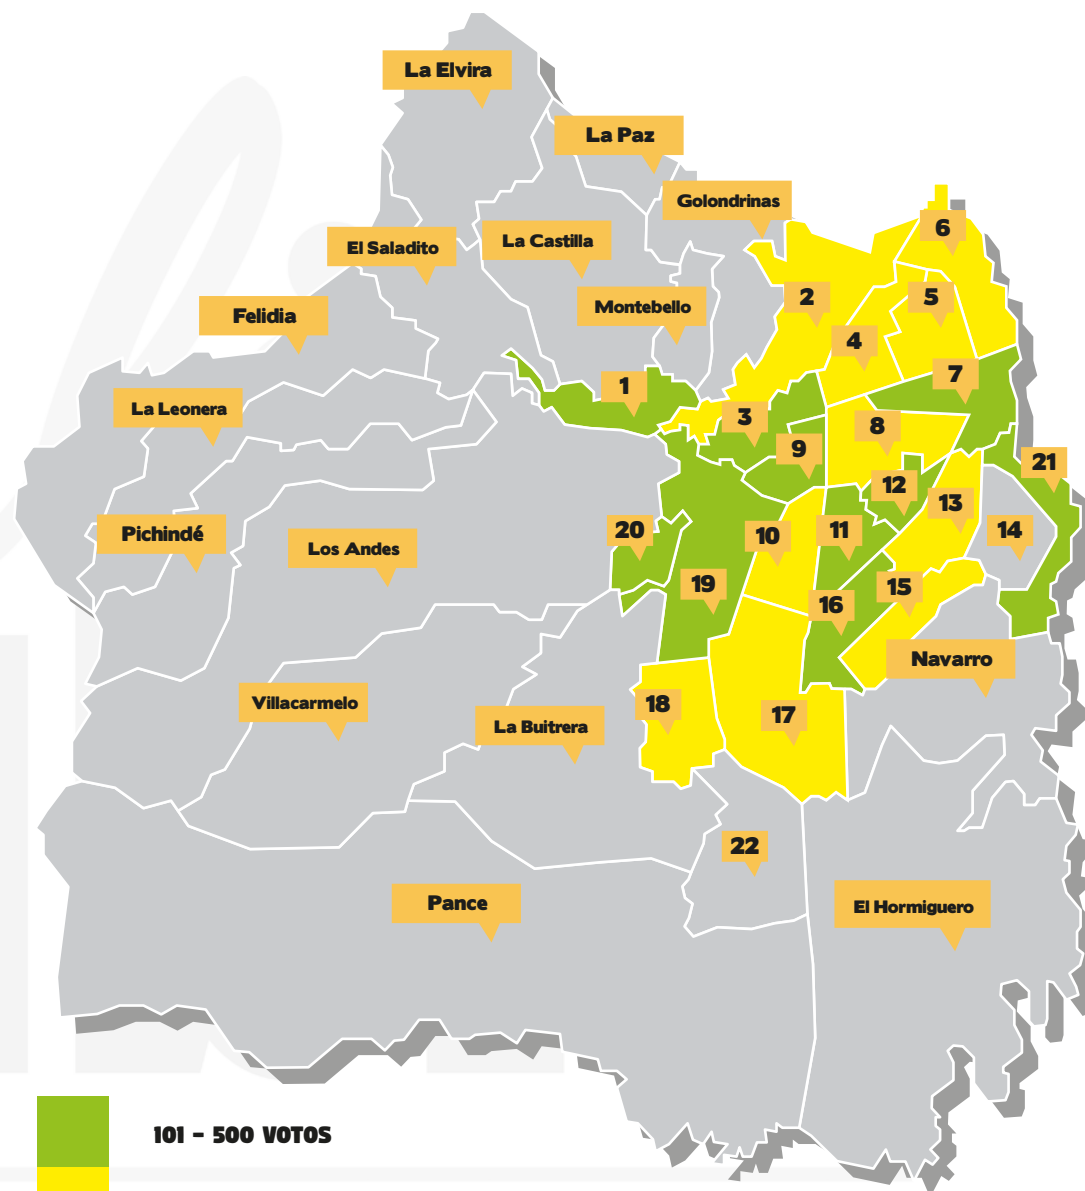 La Elvira
La Paz
Golondrinas
6
El Saladito
La Castilla
2
5
Montebello
Felidia
4
7
1
La Leonera
3
8
9
21
12
13
Pichindé
Los Andes
20
10
11
14
19
15
16
Navarro
Villacarmelo
18
La Buitrera
17
22
Pance
El Hormiguero
101 - 500 VOTOS